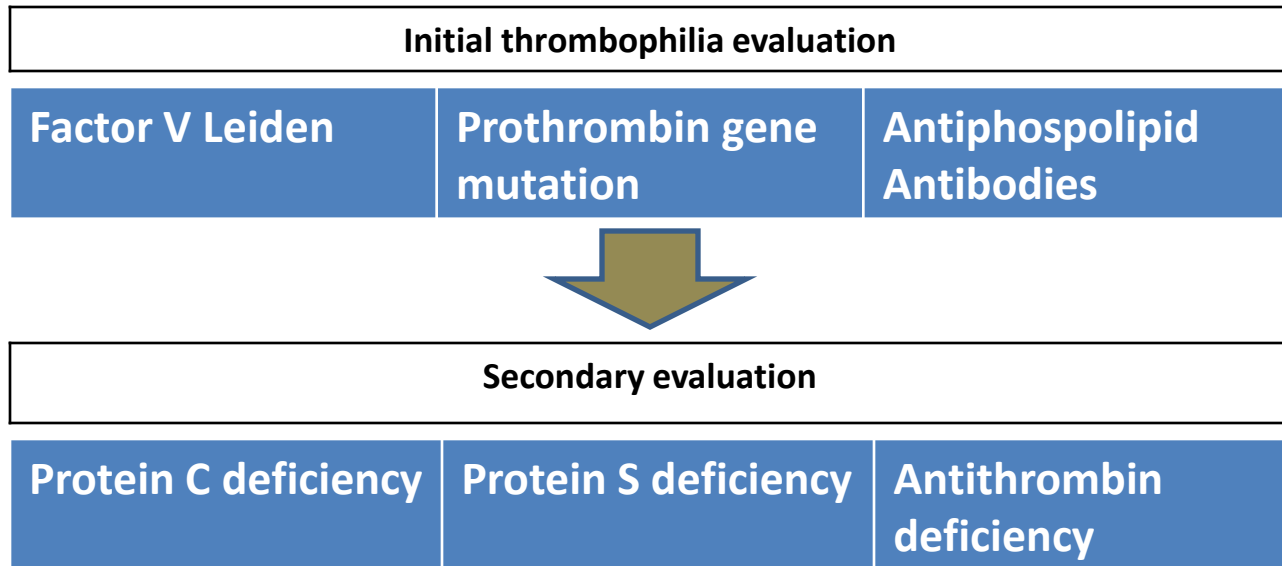 Initial thrombophilia evaluation
Factor V Leiden
Prothrombin gene
mutation
Antiphospolipid
Antibodies
Secondary evaluation
Protein C deficiency
Protein S deficiency
Antithrombin
deficiency